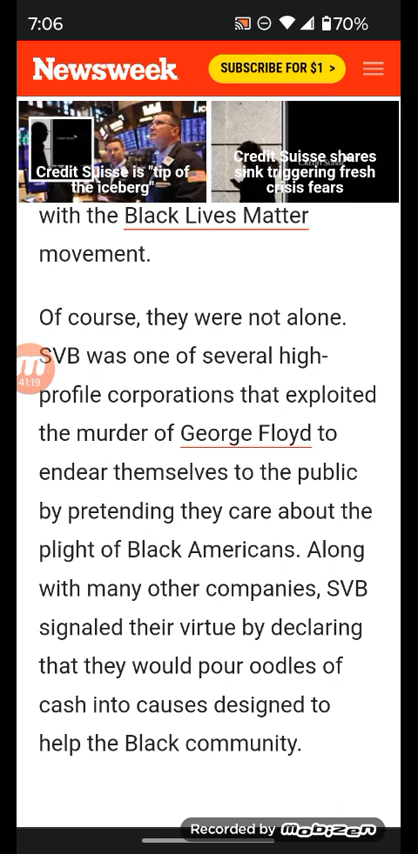 7:06
70%
Newsweek
SUBSCRIBE FOR $1 >
Credit Suisse is "tip of
the iceberg"
Credit Suisse shares
sink triggering fresh
crisis fears
with the Black Lives Matter
movement.
Of course, they were not alone.
SVB was one of several high-
profile corporations that exploited
the murder of George Floyd to
endear themselves to the public
by pretending they care about the
plight of Black Americans. Along
with many other companies, SVB
signaled their virtue by declaring
that they would pour oodles of
cash into causes designed to
help the Black community.
41:19
Recorded by mobizen